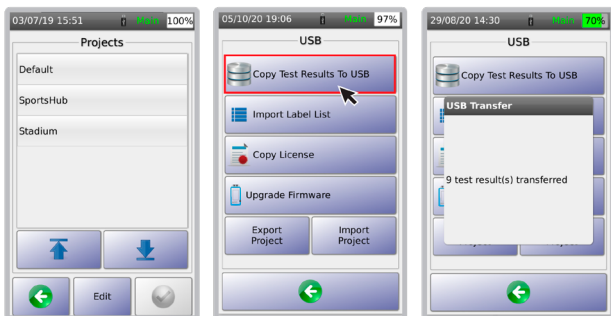 03/07/19 15:51 Main 100%
Projects
Default
SportsHub
Stadium
Edit
05/10/20 19:06 Main 97%
USB
Copy Test Results To USB
Import Label List
Copy License
Upgrade Firmware
Export Project
Import Project
29/08/20 14:30 Main 70%
USB
Copy Test Results To USB
USB Transfer
9 test result(s) transferred